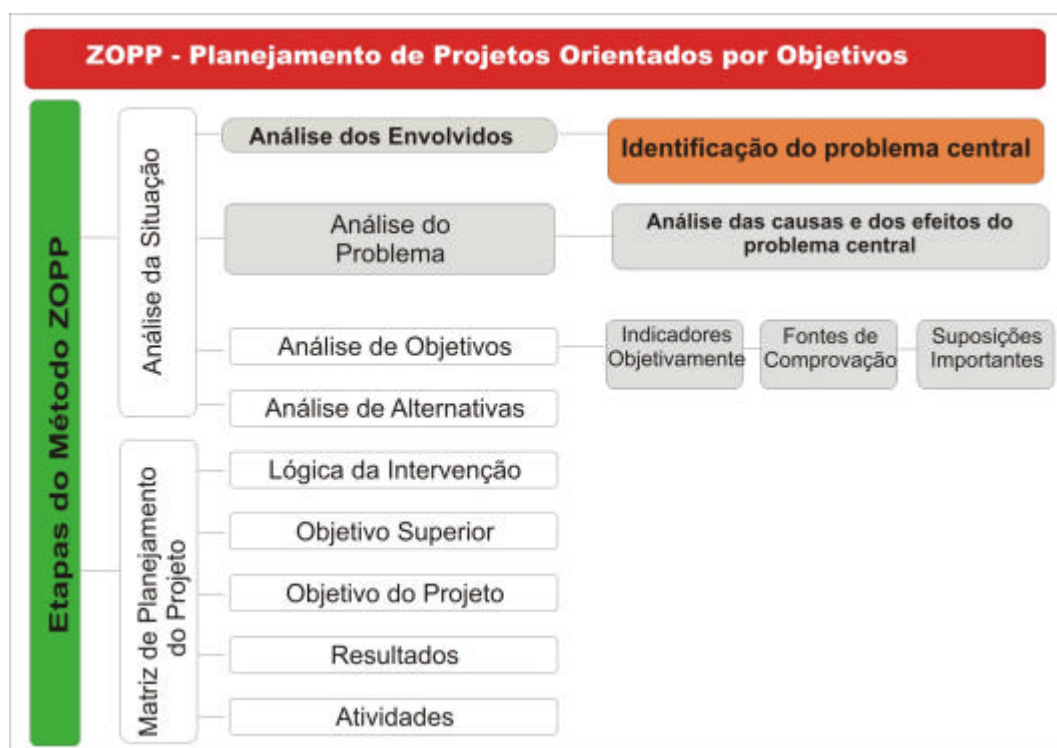 ZOPP - Planejamento de Projetos Orientados por Objetivos
Etapas do Método ZOPP
Análise da Situação
Análise dos Envolvidos
Identificação do problema central
Análise do
Problema
Análise das causas e dos efeitos do
problema central
Análise de Objetivos
Indicadores
Objetivamente
Fontes de
Comprovação
Suposições
Importantes
Análise de Alternativas
Matriz de Planejamento
do Projeto
Lógica da Intervenção
Objetivo Superior
Objetivo do Projeto
Resultados
Atividades